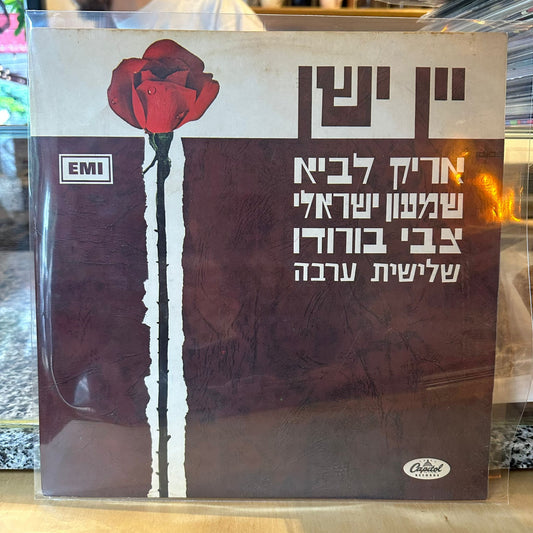 יין ישן
EMI
אריק לביא
שמעון ישראלי
צבי בורודו
שלישית ערבה
Capitol
RECORDS